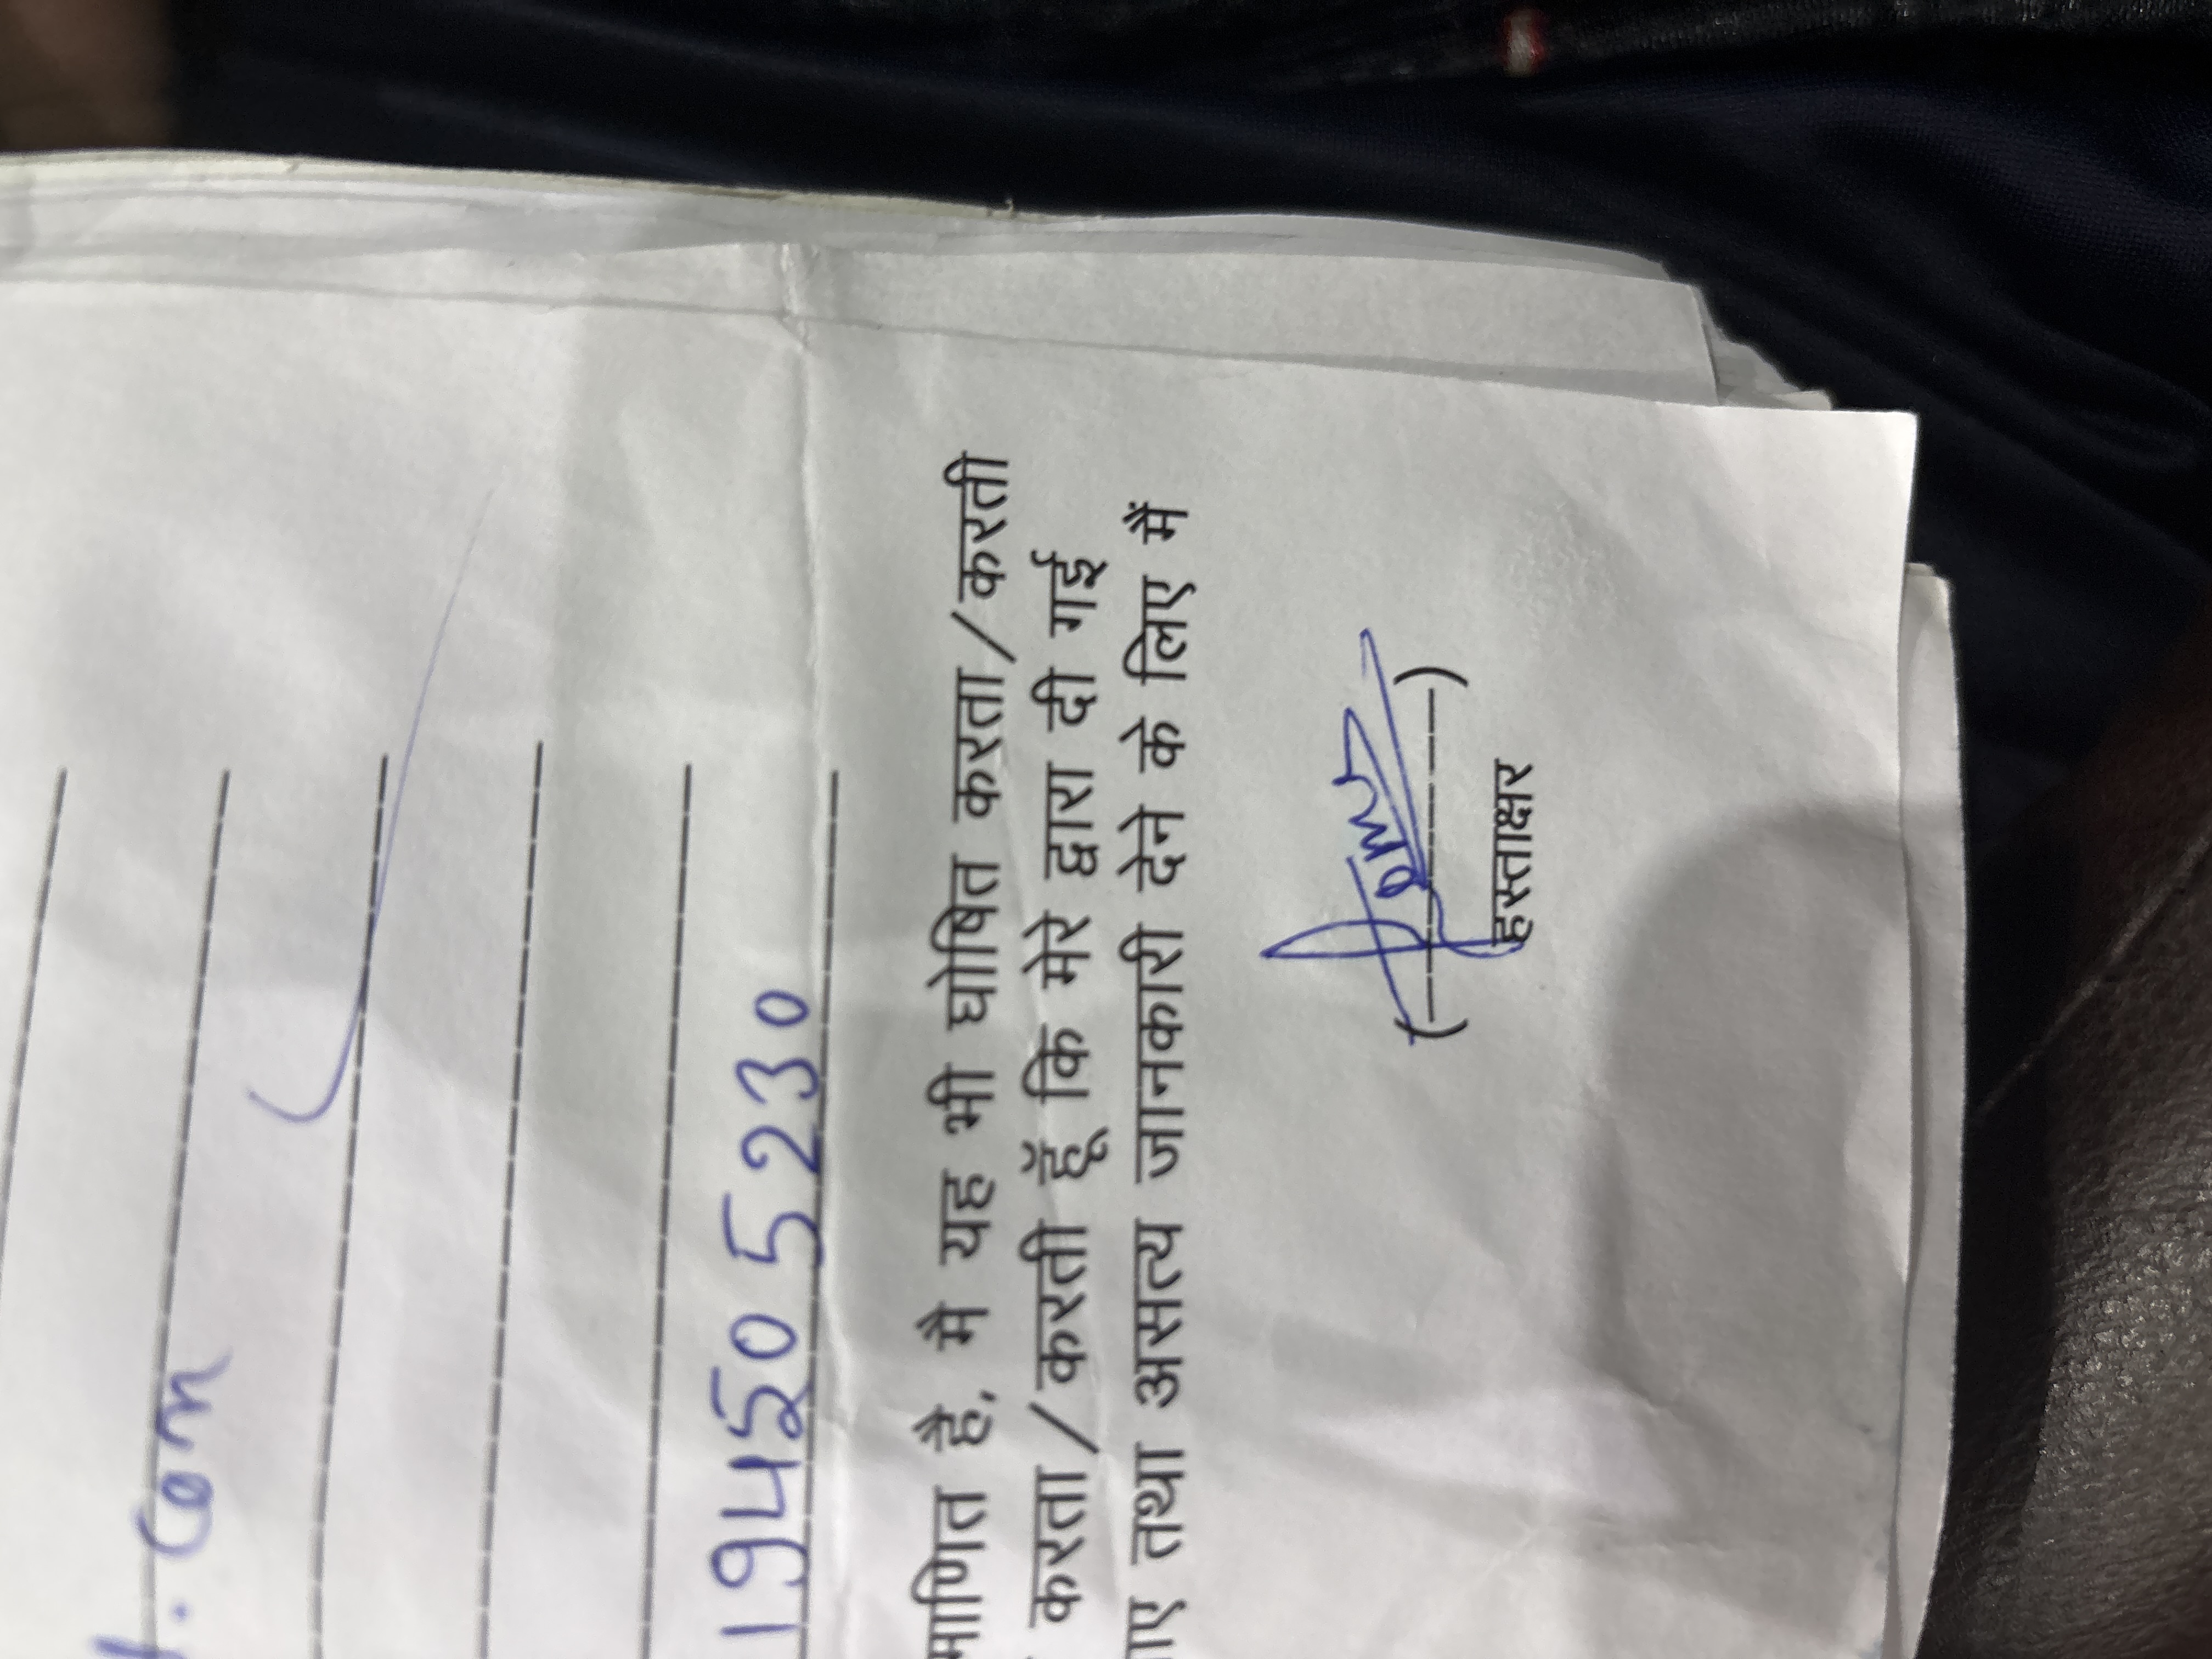 . Com
19450 5230
माणित है, मै यह भी घोषित करता/करती
करता/करती हूँ कि मेरे द्वारा दी गई
ाए तथा असत्य जानकारी देने के लिए मैं
(--------)
हस्ताक्षर